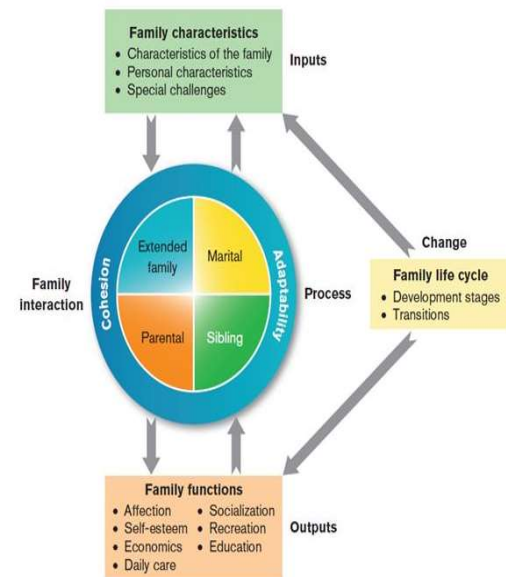 Family characteristics
• Characteristics of the family
• Personal characteristics
• Special challenges
Inputs
Extended
family
Marital
Parental
Sibling
Cohesion
Adaptability
Family
interaction
Process
Change
Family life cycle
• Development stages
• Transitions
Family functions
• Affection
• Self-esteem
• Economics
• Daily care
• Socialization
• Recreation
• Education
Outputs